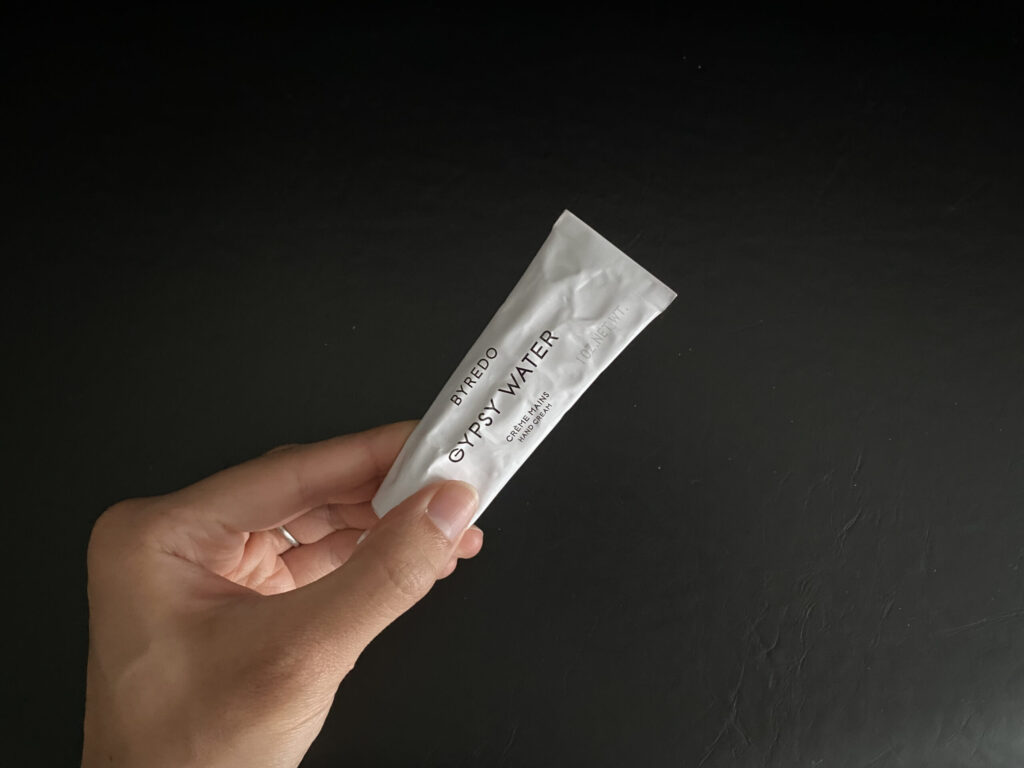 BYREDO
GYPSY WATER
CRÈME MAINS
HAND CREAM
1 OZ. NET WT.